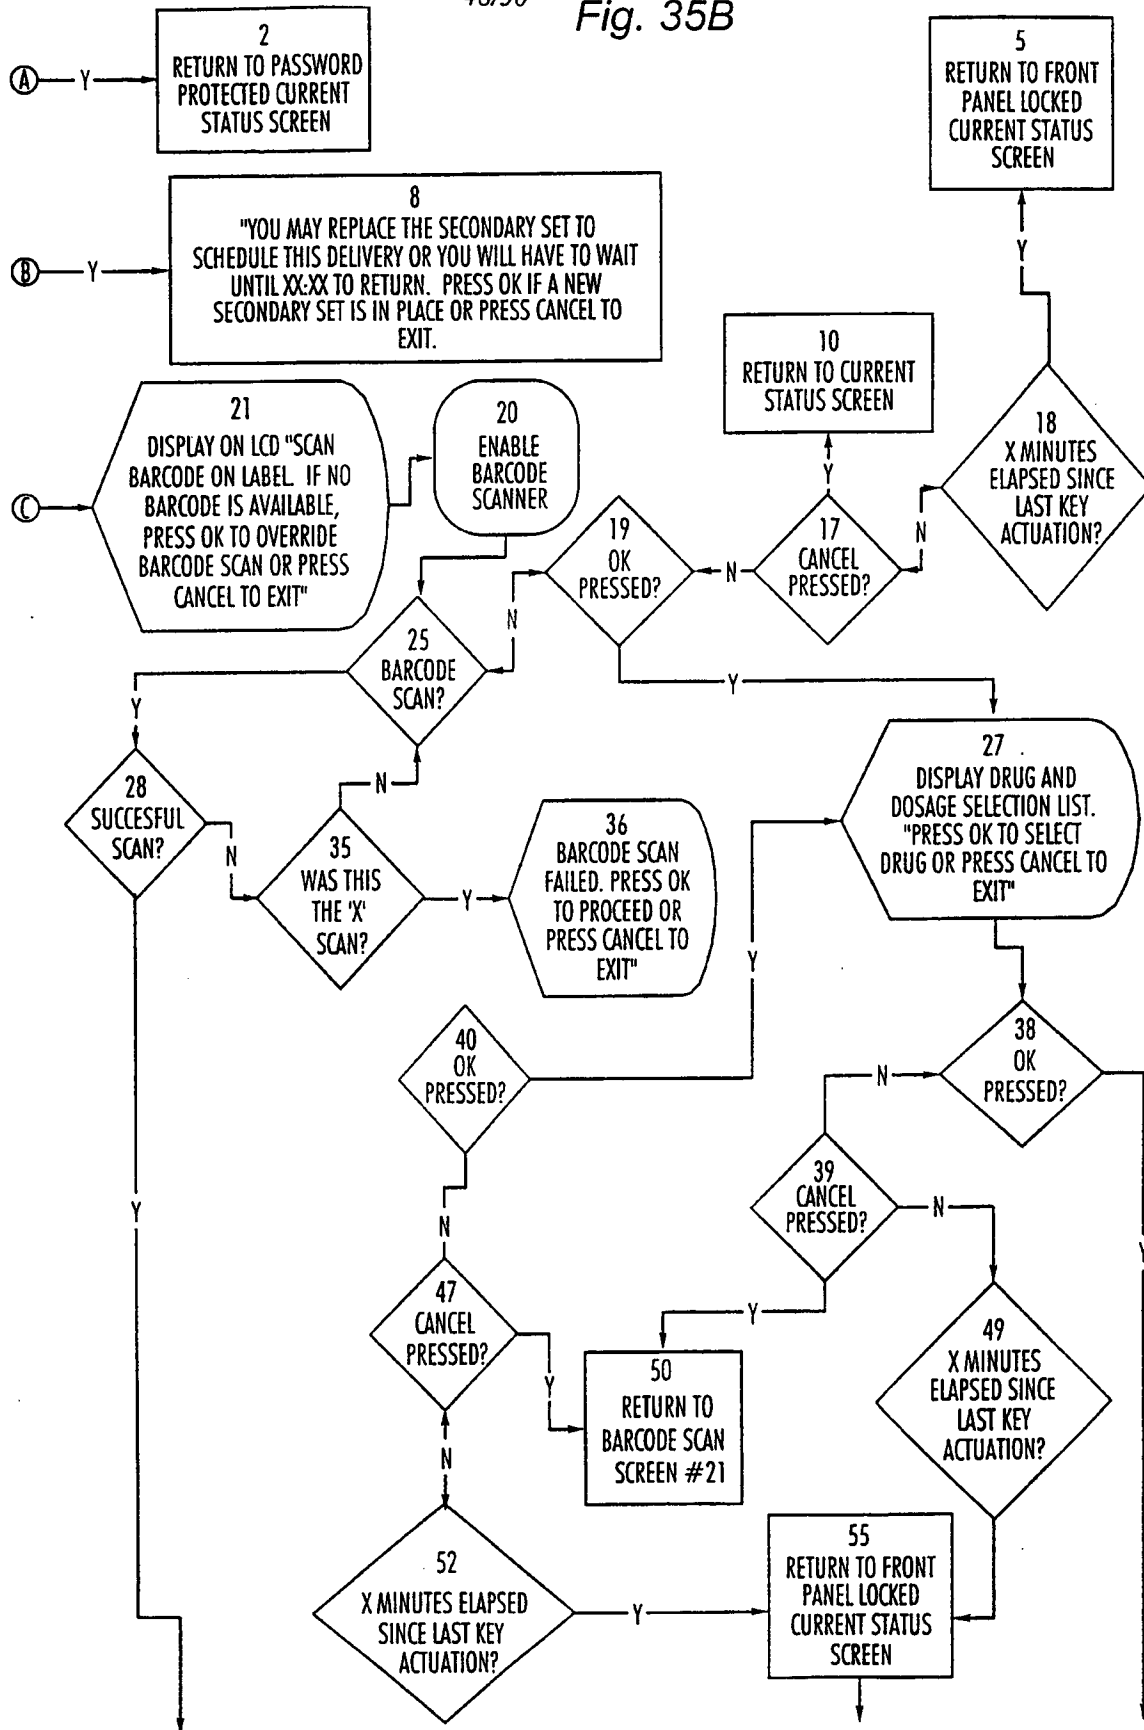 48/90
Fig. 35B
A
Y
2
RETURN TO PASSWORD
PROTECTED CURRENT
STATUS SCREEN
5
RETURN TO FRONT
PANEL LOCKED
CURRENT STATUS
SCREEN
Y
B
Y
8
"YOU MAY REPLACE THE SECONDARY SET TO
SCHEDULE THIS DELIVERY OR YOU WILL HAVE TO WAIT
UNTIL XX:XX TO RETURN. PRESS OK IF A NEW
SECONDARY SET IS IN PLACE OR PRESS CANCEL TO
EXIT.
10
RETURN TO CURRENT
STATUS SCREEN
Y
18
X MINUTES
ELAPSED SINCE
LAST KEY
ACTUATION?
N
C
21
DISPLAY ON LCD "SCAN
BARCODE ON LABEL. IF NO
BARCODE IS AVAILABLE,
PRESS OK TO OVERRIDE
BARCODE SCAN OR PRESS
CANCEL TO EXIT"
20
ENABLE
BARCODE
SCANNER
19
OK
PRESSED?
N
17
CANCEL
PRESSED?
N
25
BARCODE
SCAN?
Y
Y
N
28
SUCCESFUL
SCAN?
N
35
WAS THIS
THE 'X'
SCAN?
Y
36
BARCODE SCAN
FAILED. PRESS OK
TO PROCEED OR
PRESS CANCEL TO
EXIT"
27
DISPLAY DRUG AND
DOSAGE SELECTION LIST.
"PRESS OK TO SELECT
DRUG OR PRESS CANCEL TO
EXIT"
Y
40
OK
PRESSED?
38
OK
PRESSED?
N
39
CANCEL
PRESSED?
N
Y
N
Y
47
CANCEL
PRESSED?
Y
Y
50
RETURN TO
BARCODE SCAN
SCREEN #21
49
X MINUTES
ELAPSED SINCE
LAST KEY
ACTUATION?
N
52
X MINUTES ELAPSED
SINCE LAST KEY
ACTUATION?
Y
55
RETURN TO FRONT
PANEL LOCKED
CURRENT STATUS
SCREEN